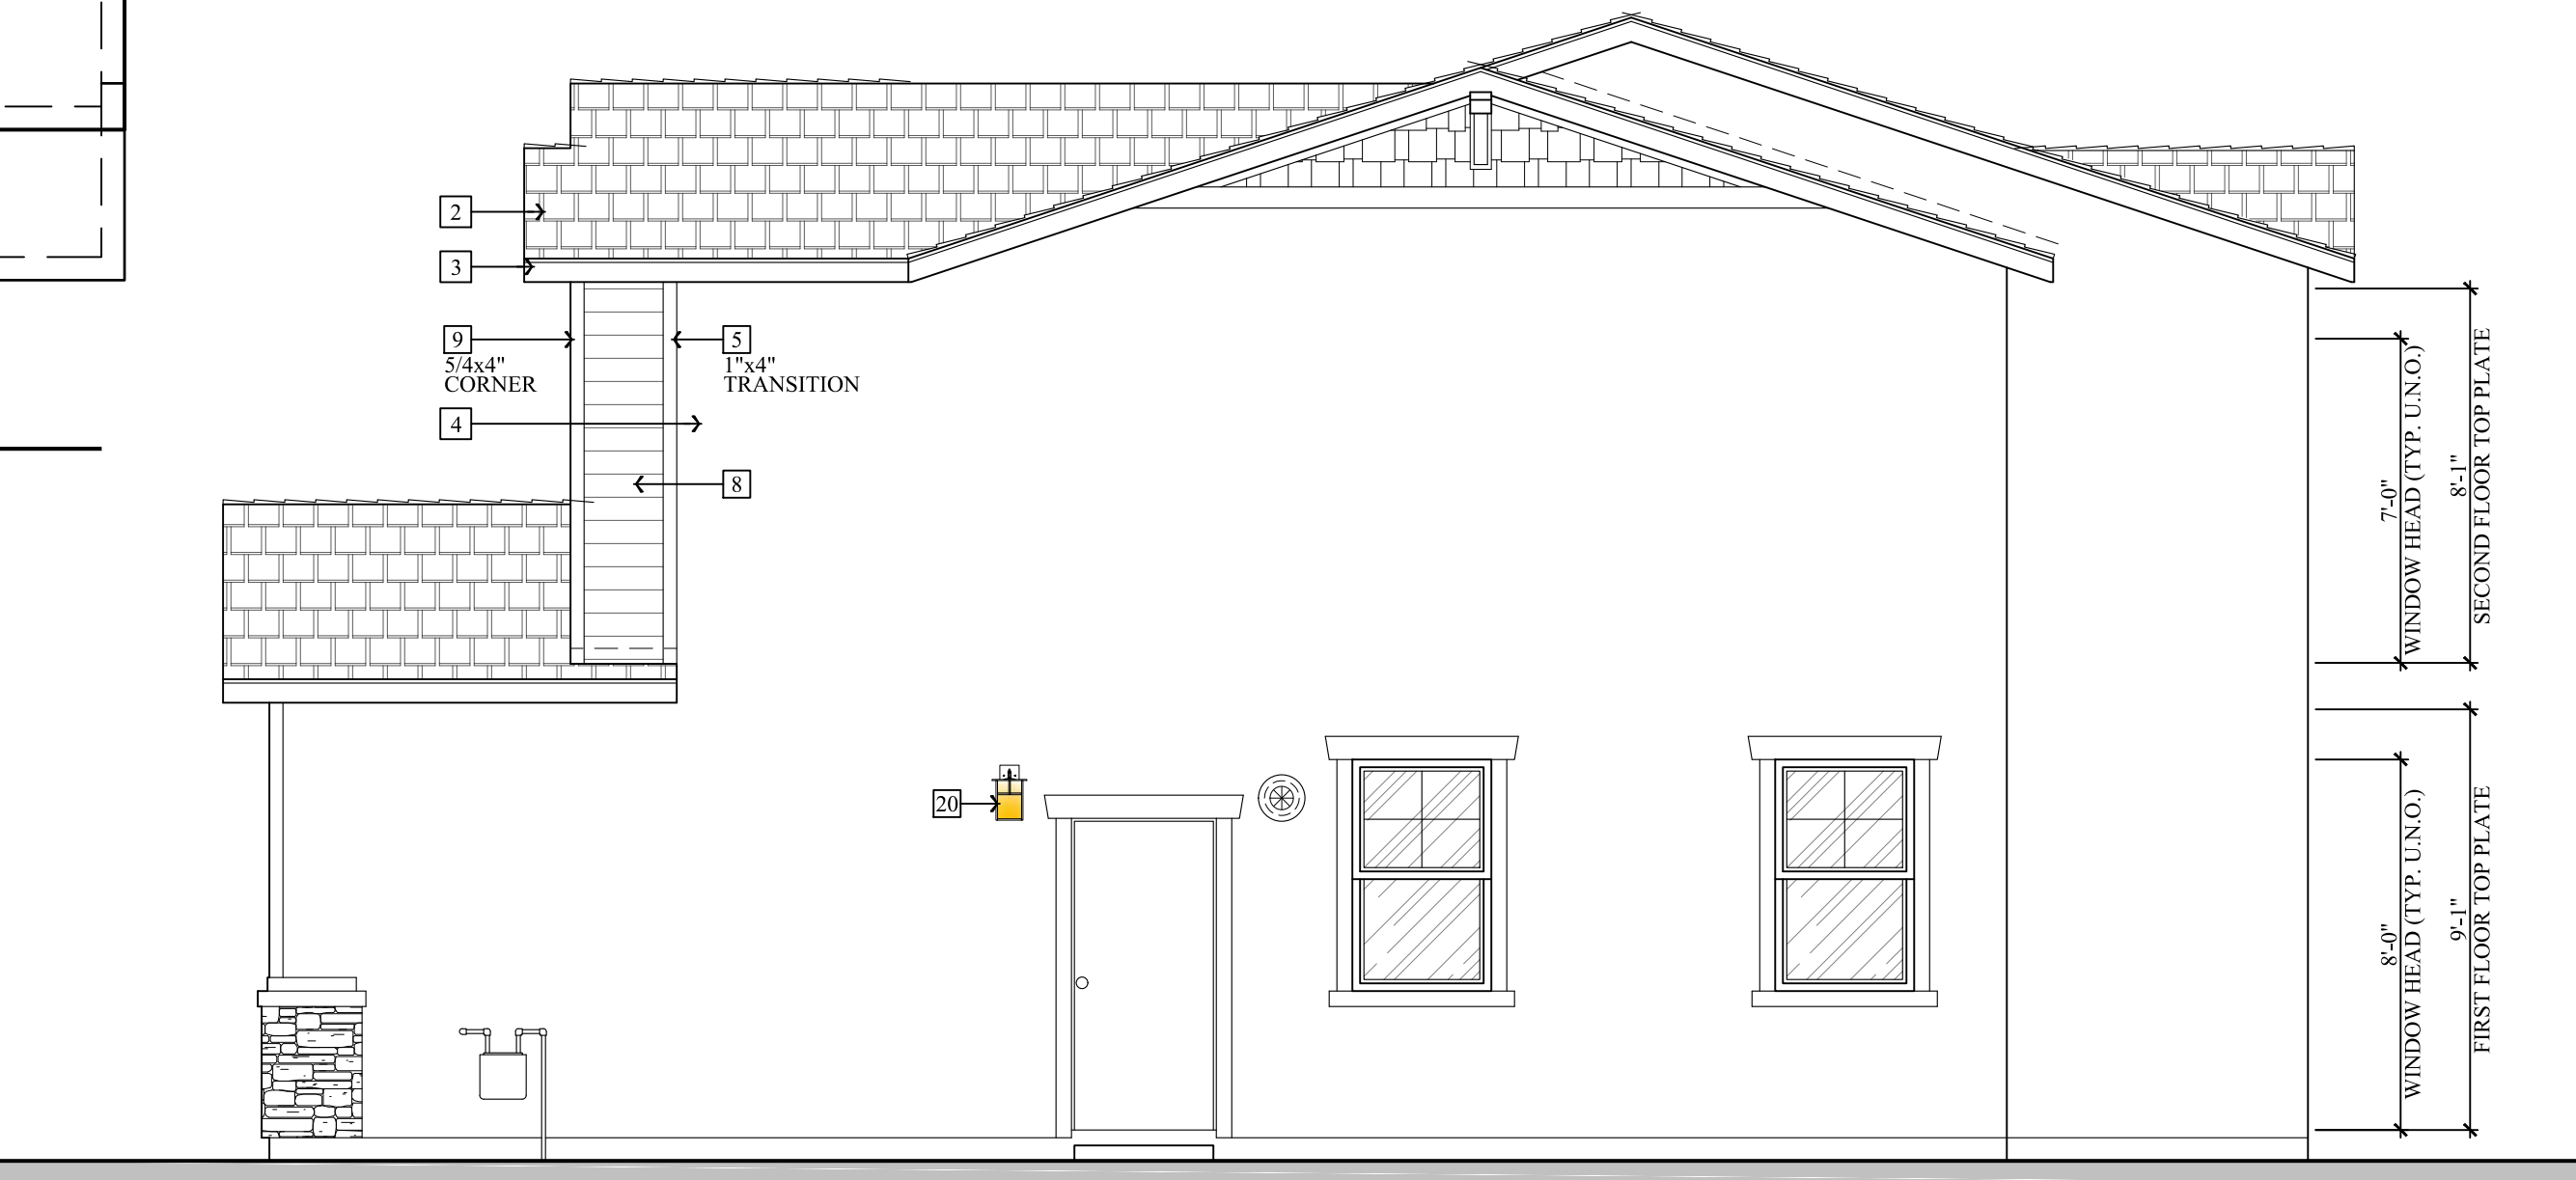 2
3
9
5/4x4"
CORNER
5
1"x4"
TRANSITION
4
8
20
7'-0"
WINDOW HEAD (TYP. U.N.O.)
8'-1"
SECOND FLOOR TOP PLATE
8'-0"
WINDOW HEAD (TYP. U.N.O.)
9'-1"
FIRST FLOOR TOP PLATE